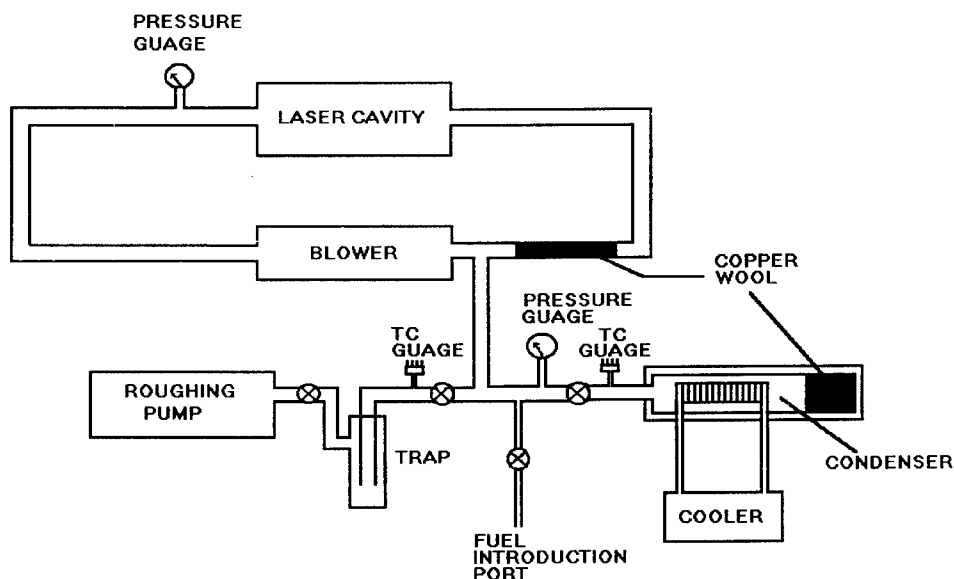 PRESSURE
GUAGE
LASER CAVITY
BLOWER
COPPER
WOOL
PRESSURE
GUAGE
TC
GUAGE
TC
GUAGE
ROUGHING
PUMP
TRAP
CONDENSER
COOLER
FUEL
INTRODUCTION
PORT